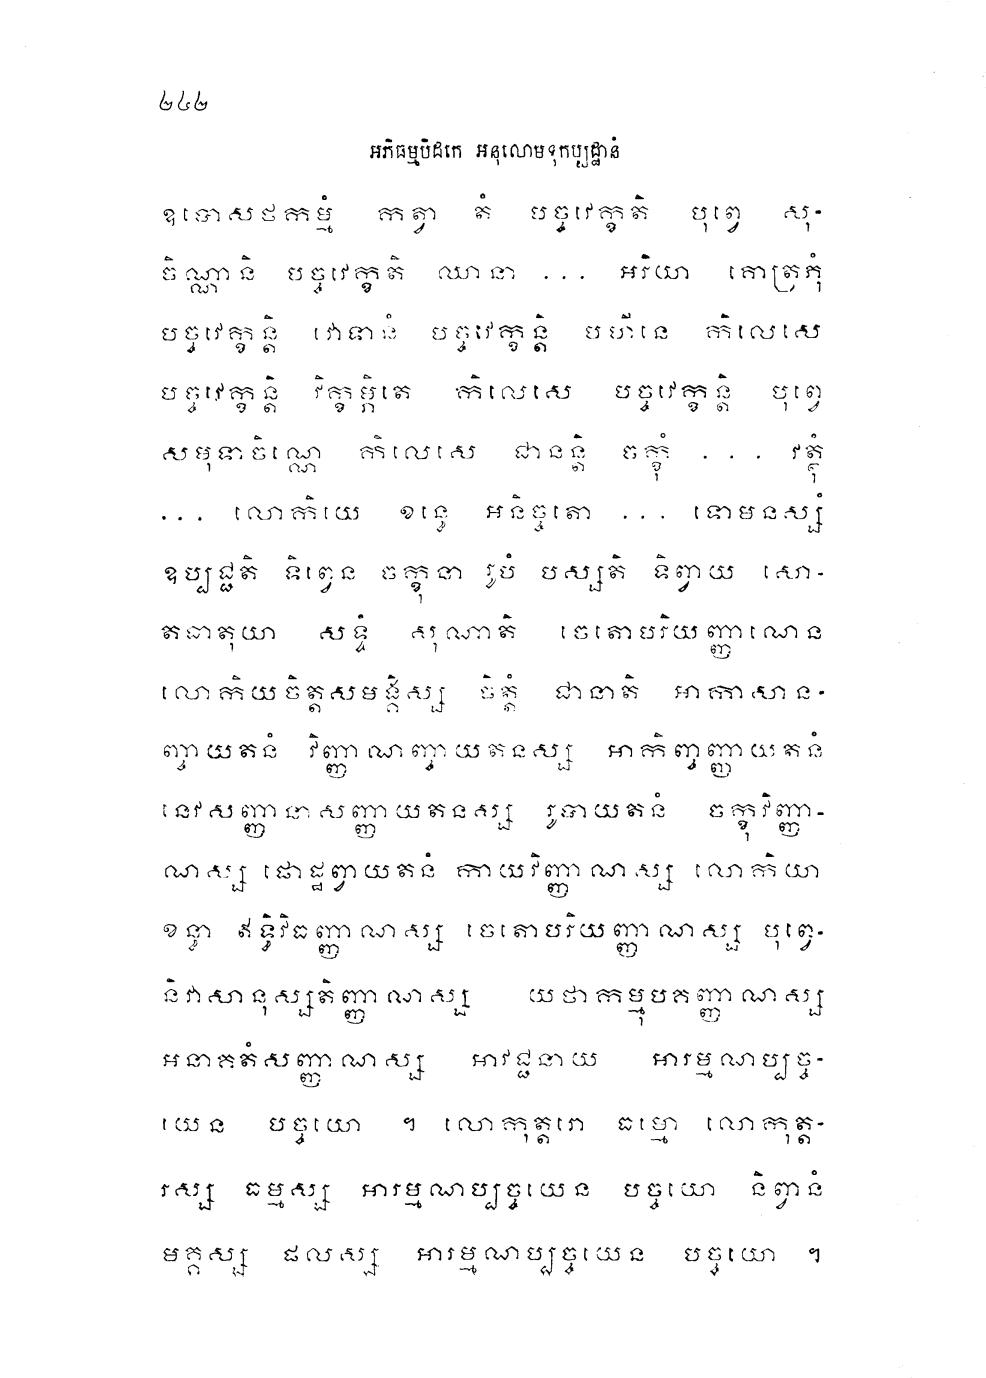 ២៤២
អភិធម្មបិដកេ អនុលោមទុកប្បដ្ឋានំ
ឧបោសថកម្មំ កត្វា តំ បច្ចវេក្ខតិ បុព្វេ សុ-
ចិណ្ណានិ បច្ចវេក្ខតិ ឈានា ... អរិយា គោត្រភុំ
បច្ចវេក្ខន្តិ វោទានំ បច្ចវេក្ខន្តិ បហីនេ កិលេសេ
បច្ចវេក្ខន្តិ វិក្ខម្ភិតេ កិលេសេ បច្ចវេក្ខន្តិ បុព្វេ
សមុទាចិណ្ណេ កិលេសេ ជានន្តិ ចក្ខុំ ... វត្ថុំ
... លោកិយេ ខន្ធេ អនិច្ចតោ ... ទោមនស្សំ
ឧប្បជ្ជតិ ទិព្វេន ចក្ខុនា រូបំ បស្សតិ ទិព្វាយ សោ-
តធាតុយា សទ្ទំ សុណាតិ ចេតោបរិយញ្ញាណេន
លោកិយចិត្តសមង្គិស្ស ចិត្តំ ជានាតិ អាកាសាន-
ញ្ចាយតនំ វិញ្ញាណញ្ចាយតនស្ស អាកិញ្ចញ្ញាយតនំ
នេវសញ្ញានាសញ្ញាយតនស្ស រូបាយតនំ ចក្ខុវិញ្ញា-
ណស្ស ផោដ្ឋព្វាយតនំ កាយវិញ្ញាណស្ស លោកិយា
ខន្ធា ឥទ្ធិវិធញ្ញាណស្ស ចេតោបរិយញ្ញាណស្ស បុព្វេ-
និវាសានុស្សតិញ្ញាណស្ស យថាកម្មុបគញ្ញាណស្ស
អនាគតំសញ្ញាណស្ស អាវជ្ជនាយ អារម្មណប្បច្ច-
យេន បច្ចយោ ។ លោកុត្តរោ ធម្មោ លោកុត្ត-
រស្ស ធម្មស្ស អារម្មណប្បច្ចយេន បច្ចយោ និព្វានំ
មគ្គស្ស ផលស្ស អារម្មណប្បច្ចយេន បច្ចយោ ។